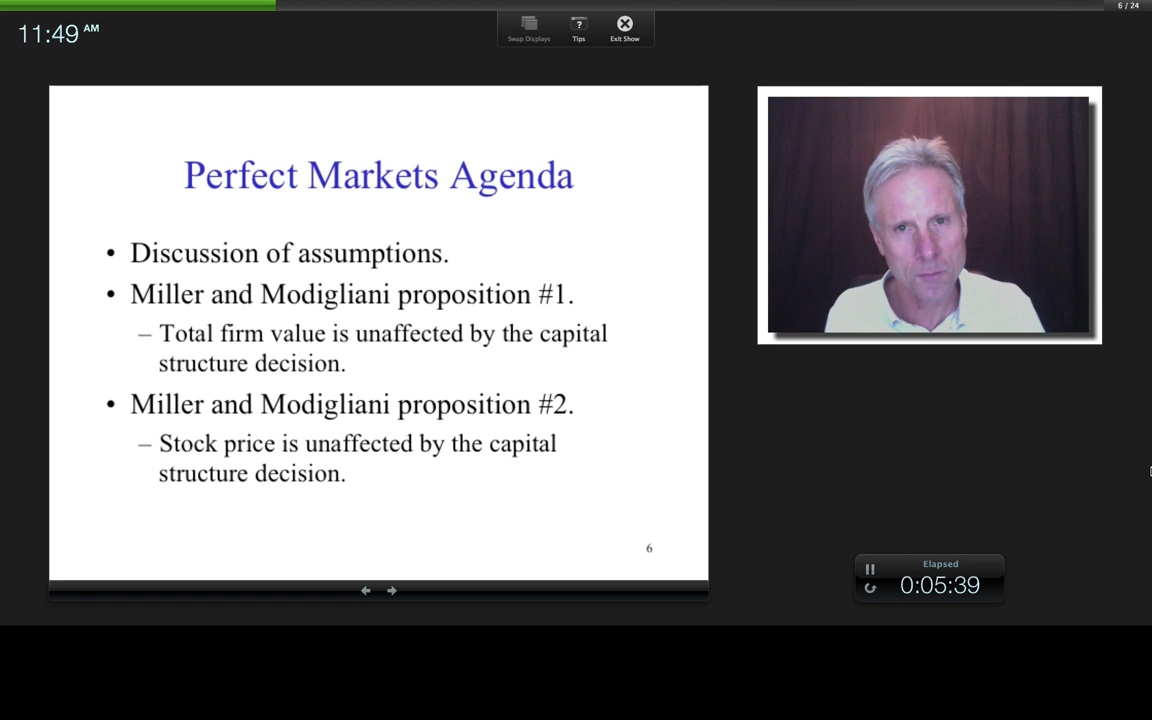 6 / 24
11:49 AM
Swap Displays
Tips
Exit Show
Perfect Markets Agenda
• Discussion of assumptions.
• Miller and Modigliani proposition #1.
– Total firm value is unaffected by the capital
structure decision.
• Miller and Modigliani proposition #2.
– Stock price is unaffected by the capital
structure decision.
6
Elapsed
0:05:39